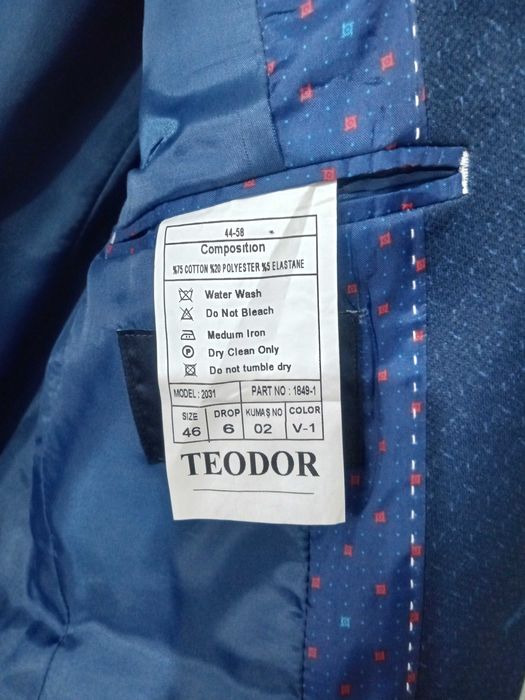 44-58
Composition
%75 COTTON %20 POLYESTER %5 ELASTANE
Water Wash
Do Not Bleach
Medium Iron
P Dry Clean Only
Do not tumble dry
MODEL : 2031 PART NO : 1849-1
SIZE DROP KUMAŞ NO COLOR
46 6 02 V-1
TEODOR